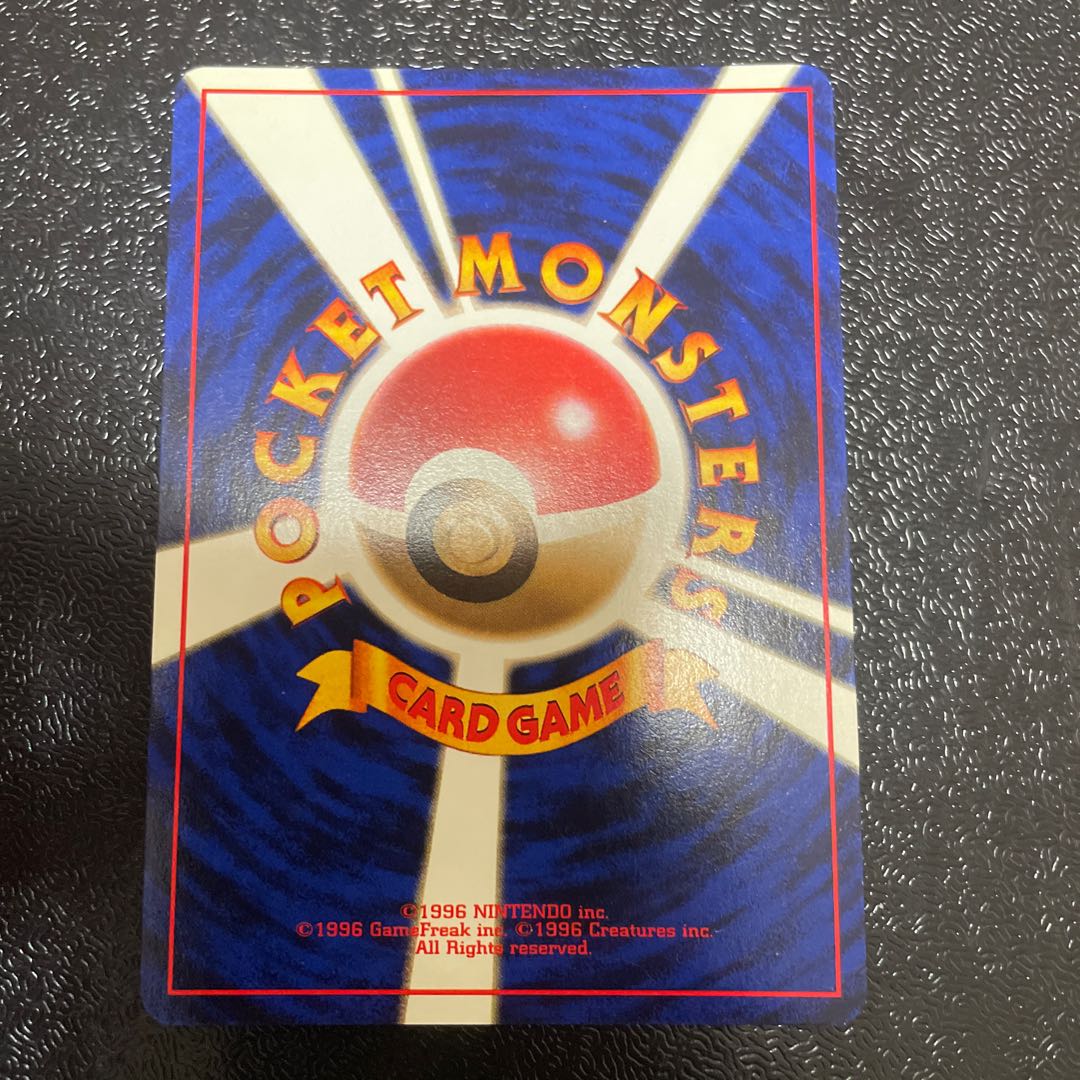 POCKET MONSTERS
CARD GAME
©1996 NINTENDO inc.
©1996 GameFreak inc. ©1996 Creatures inc.
All Rights reserved.